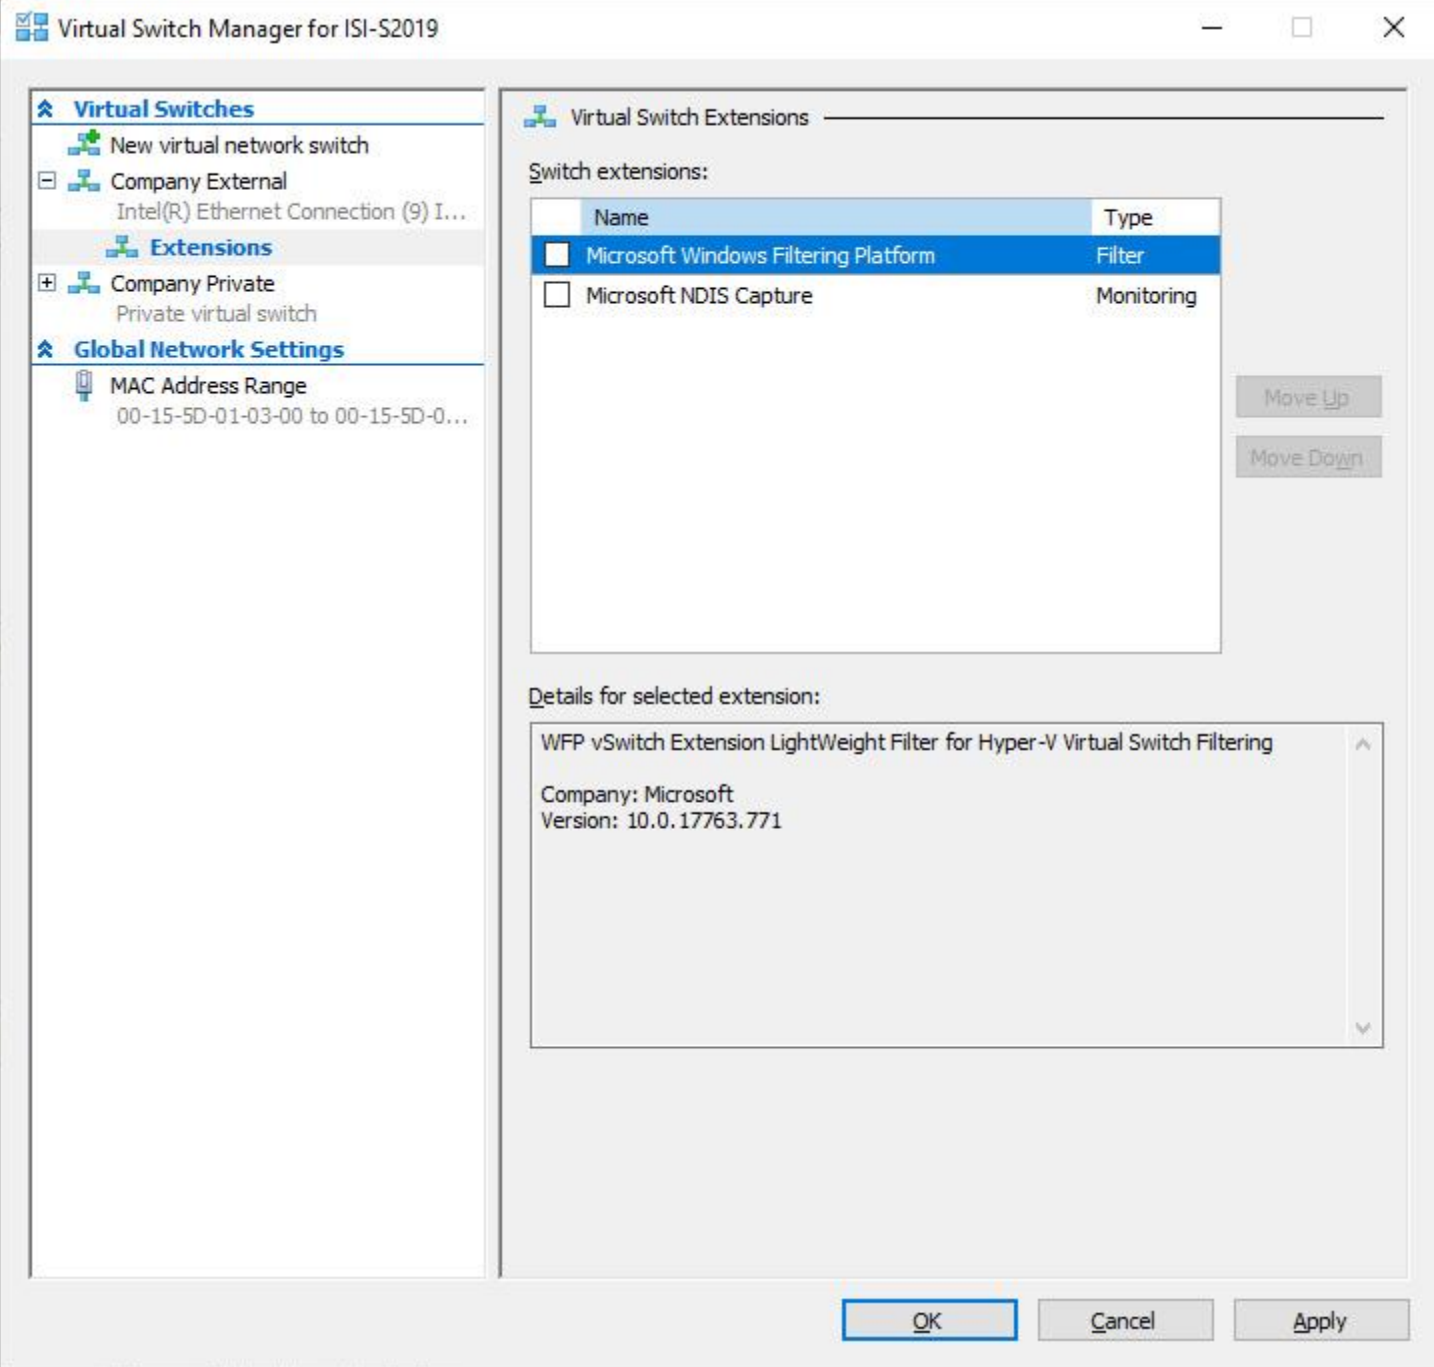 Virtual Switch Manager for ISI-S2019
Virtual Switches
New virtual network switch
Company External
Intel(R) Ethernet Connection (9) I...
Extensions
Company Private
Private virtual switch
Global Network Settings
MAC Address Range
00-15-5D-01-03-00 to 00-15-5D-0...
Virtual Switch Extensions
Switch extensions:
Name Type
Microsoft Windows Filtering Platform Filter
Microsoft NDIS Capture Monitoring
Move Up
Move Down
Details for selected extension:
WFP vSwitch Extension LightWeight Filter for Hyper-V Virtual Switch Filtering
Company: Microsoft
Version: 10.0.17763.771
OK Cancel Apply